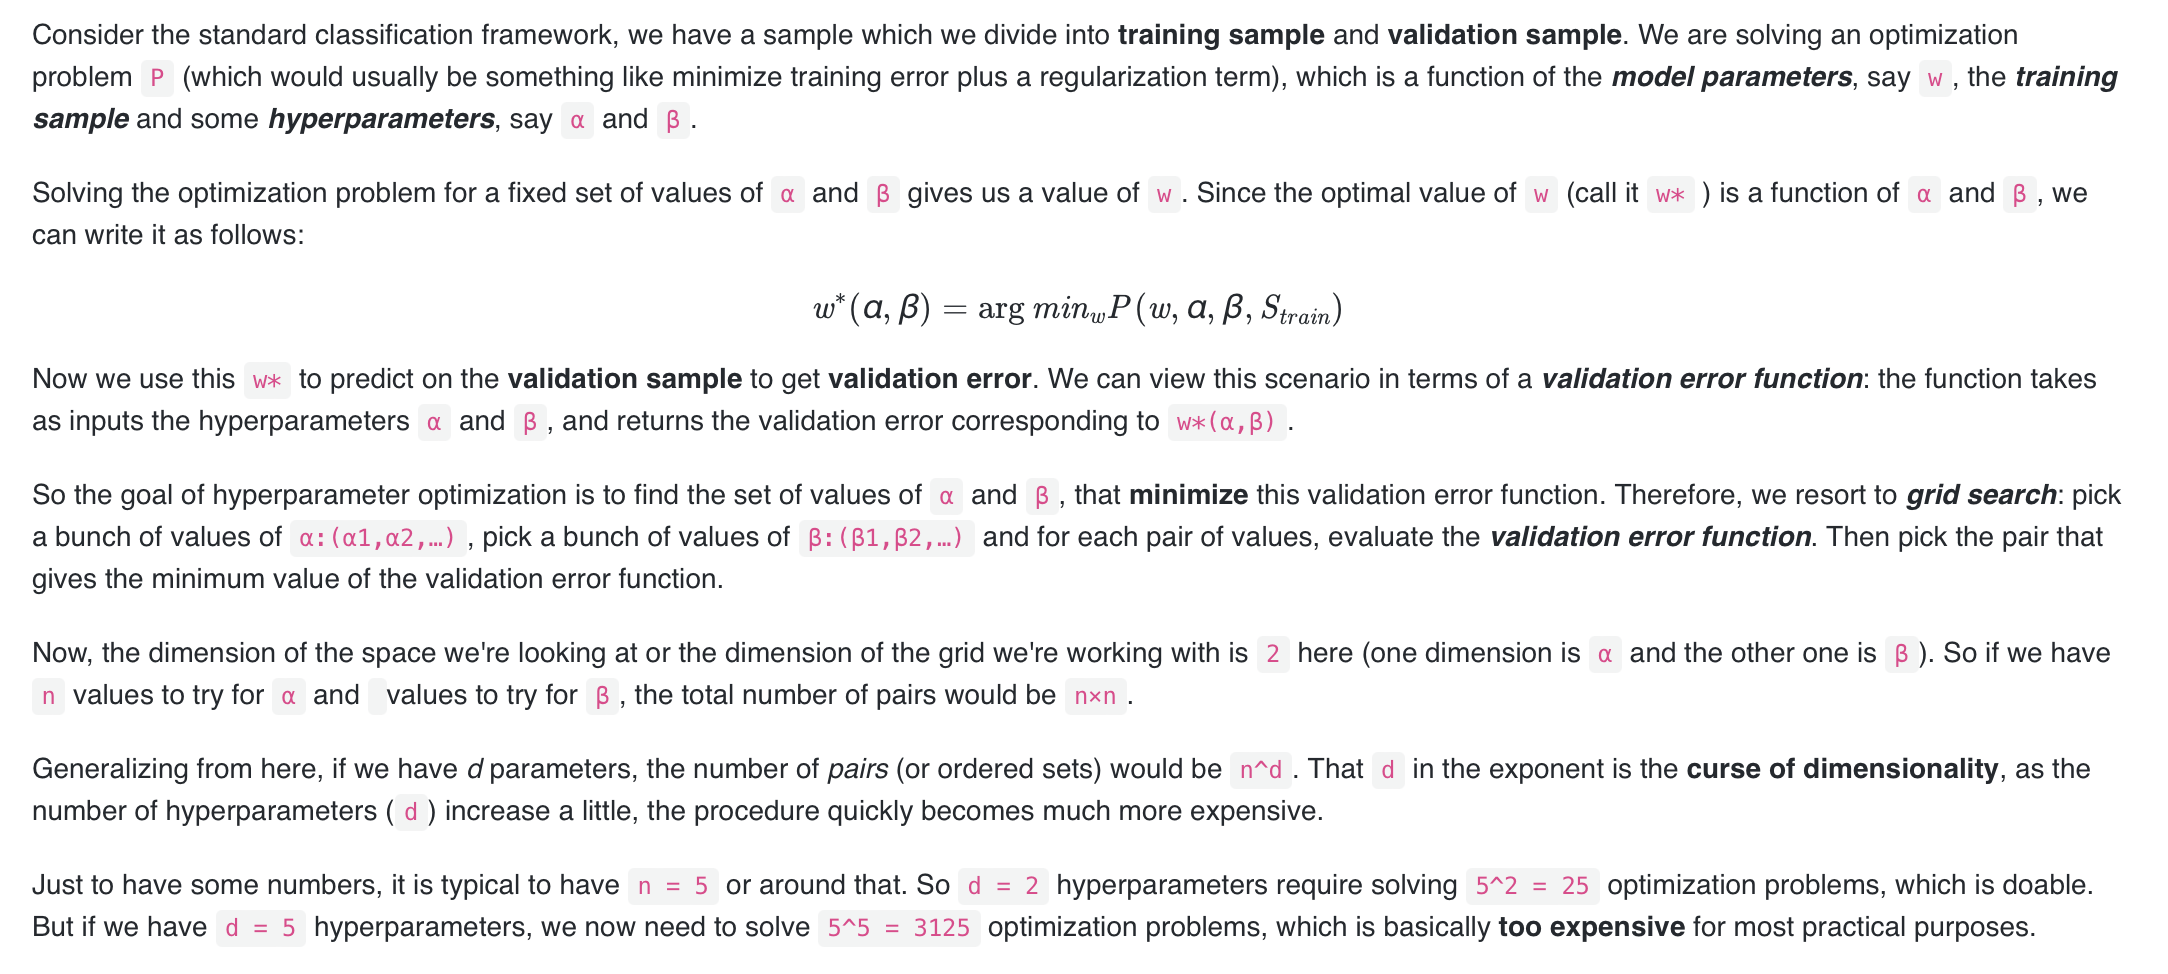 Consider the standard classification framework, we have a sample which we divide into training sample and validation sample. We are solving an optimization
problem P (which would usually be something like minimize training error plus a regularization term), which is a function of the model parameters, say w , the training
sample and some hyperparameters, say α and β .
Solving the optimization problem for a fixed set of values of α and β gives us a value of w . Since the optimal value of w (call it w* ) is a function of α and β , we
can write it as follows:
w*(α, β) = arg min_w P(w, α, β, S_train)
Now we use this w* to predict on the validation sample to get validation error. We can view this scenario in terms of a validation error function: the function takes
as inputs the hyperparameters α and β , and returns the validation error corresponding to w*(α,β) .
So the goal of hyperparameter optimization is to find the set of values of α and β , that minimize this validation error function. Therefore, we resort to grid search: pick
a bunch of values of α:(α1,α2,…) , pick a bunch of values of β:(β1,β2,…) and for each pair of values, evaluate the validation error function. Then pick the pair that
gives the minimum value of the validation error function.
Now, the dimension of the space we're looking at or the dimension of the grid we're working with is 2 here (one dimension is α and the other one is β ). So if we have
n values to try for α and values to try for β , the total number of pairs would be n×n .
Generalizing from here, if we have d parameters, the number of pairs (or ordered sets) would be n^d . That d in the exponent is the curse of dimensionality, as the
number of hyperparameters ( d ) increase a little, the procedure quickly becomes much more expensive.
Just to have some numbers, it is typical to have n = 5 or around that. So d = 2 hyperparameters require solving 5^2 = 25 optimization problems, which is doable.
But if we have d = 5 hyperparameters, we now need to solve 5^5 = 3125 optimization problems, which is basically too expensive for most practical purposes.